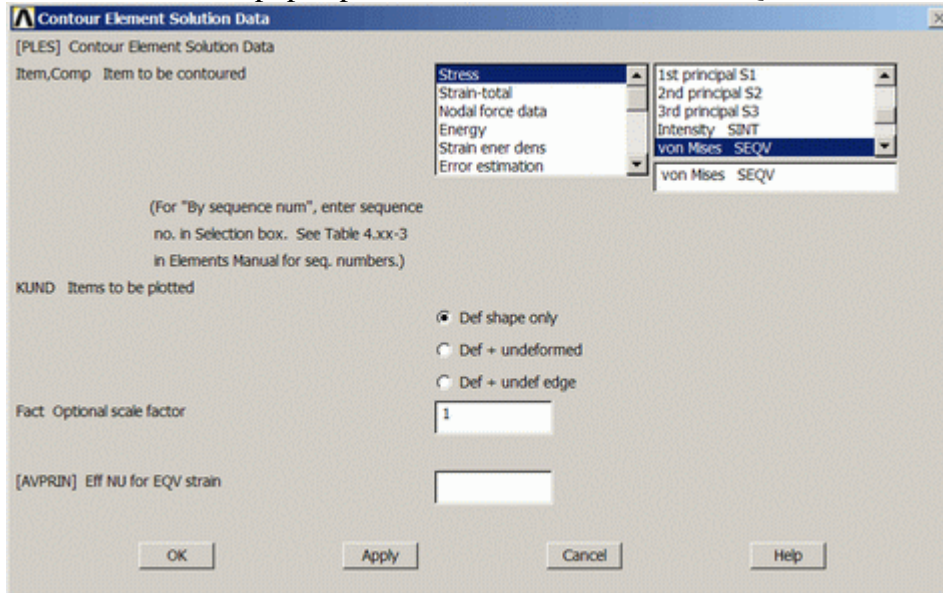 Contour Element Solution Data
[PLES] Contour Element Solution Data
Item,Comp Item to be contoured
Stress
Strain-total
Nodal force data
Energy
Strain ener dens
Error estimation
1st principal S1
2nd principal S2
3rd principal S3
Intensity SINT
von Mises SEQV
von Mises SEQV
(For "By sequence num", enter sequence
no. in Selection box. See Table 4.xx-3
in Elements Manual for seq. numbers.)
KUND Items to be plotted
Def shape only
Def + undeformed
Def + undef edge
Fact Optional scale factor
1
[AVPRIN] Eff NU for EQV strain
OK Apply Cancel Help